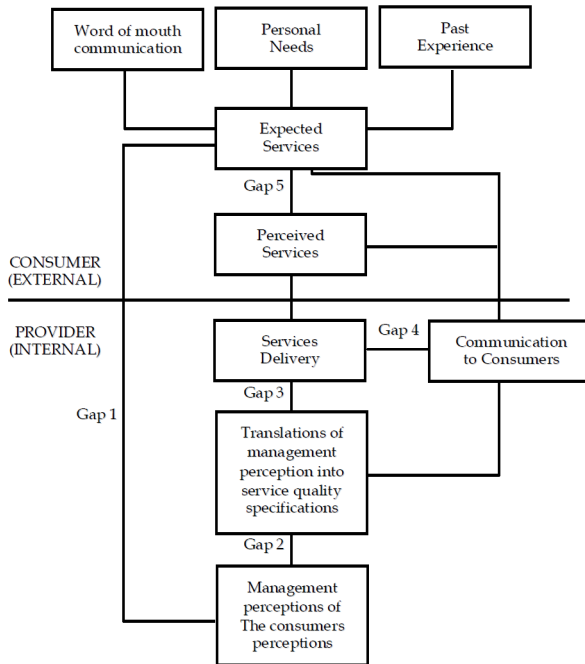 Word of mouth
communication
Personal
Needs
Past
Experience
Expected
Services
Gap 5
Perceived
Services
CONSUMER
(EXTERNAL)
PROVIDER
(INTERNAL)
Services
Delivery
Gap 4
Communication
to Consumers
Gap 3
Gap 1
Translations of
management
perception into
service quality
specifications
Gap 2
Management
perceptions of
The consumers
perceptions